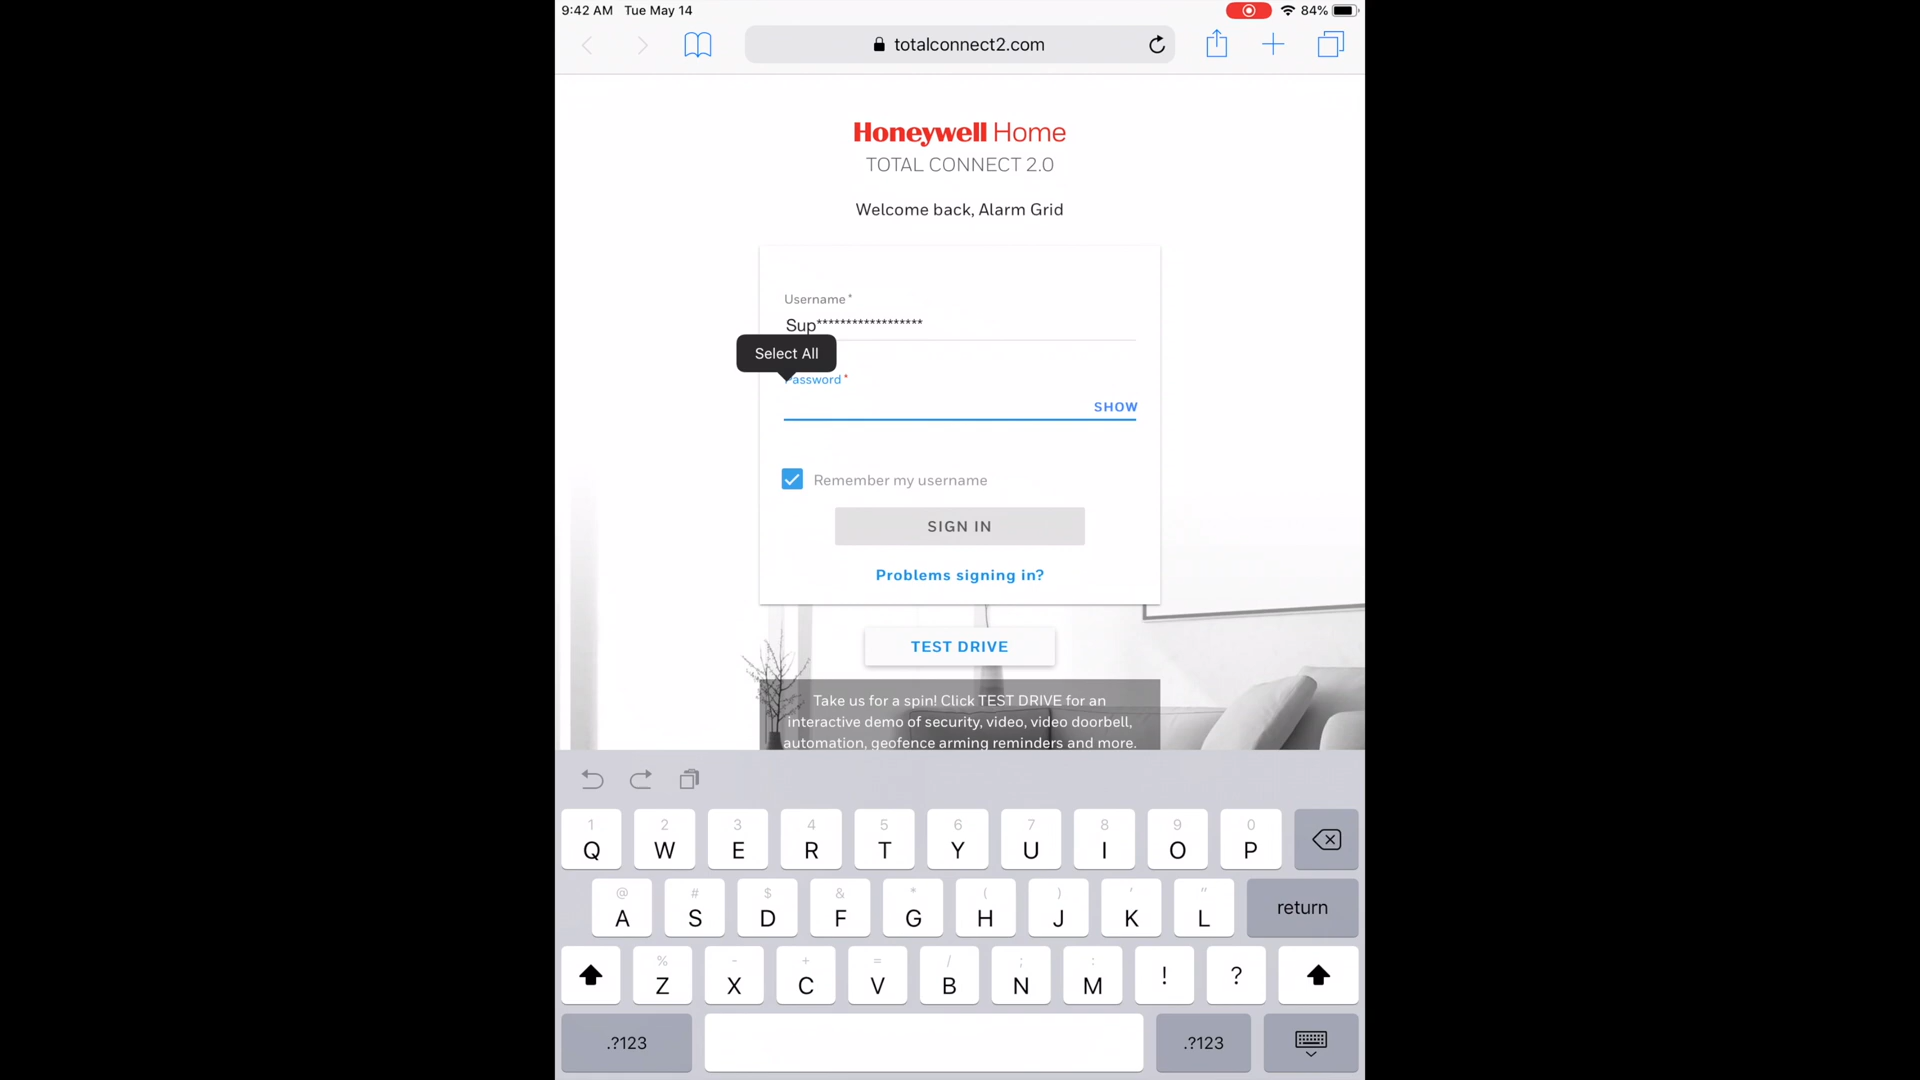 9:42 AM Tue May 14
84%
totalconnect2.com
Honeywell Home
TOTAL CONNECT 2.0
Welcome back, Alarm Grid
Username *
Sup******************
Select All
Password *
SHOW
Remember my username
SIGN IN
Problems signing in?
TEST DRIVE
Take us for a spin! Click TEST DRIVE for an
interactive demo of security, video, video doorbell,
automation, geofence arming reminders and more.
1 2 3 4 5 6 7 8 9 0
Q W E R T Y U I O P
@ # $ & * ( ) ' "
A S D F G H J K L return
% - + = / ; :
Z X C V B N M ! ?
.?123 .?123